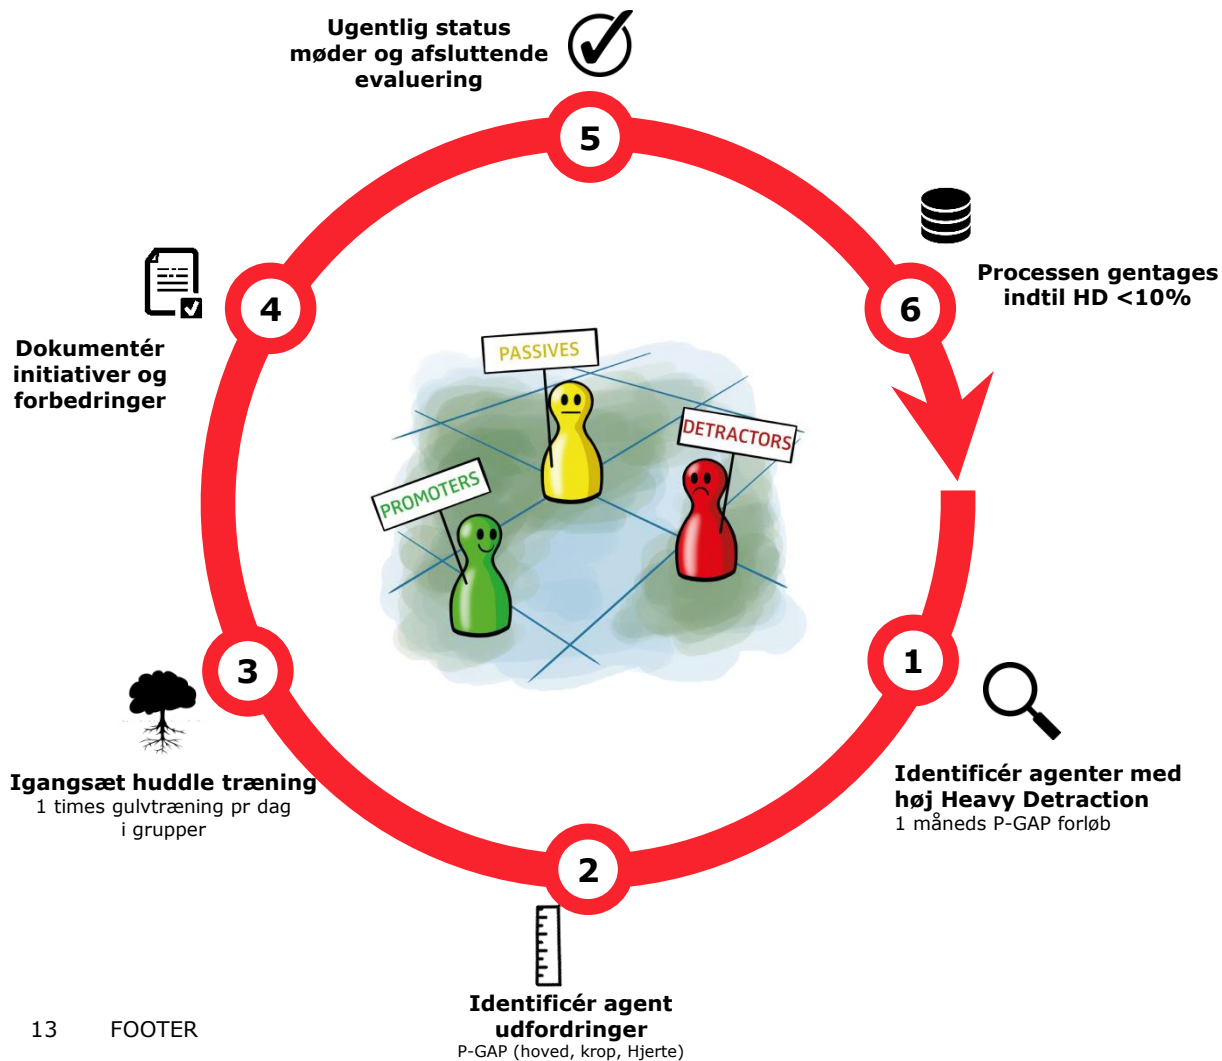 Ugentlig status
møder og afsluttende
evaluering
5
6
Processen gentages
indtil HD <10%
4
Dokumentér
initiativer og
forbedringer
PASSIVES
DETRACTORS
PROMOTERS
3
Igangsæt huddle træning
1 times gulvtræning pr dag
i grupper
1
Identificér agenter med
høj Heavy Detraction
1 måneds P-GAP forløb
2
Identificér agent
udfordringer
P-GAP (hoved, krop, Hjerte)
13 FOOTER